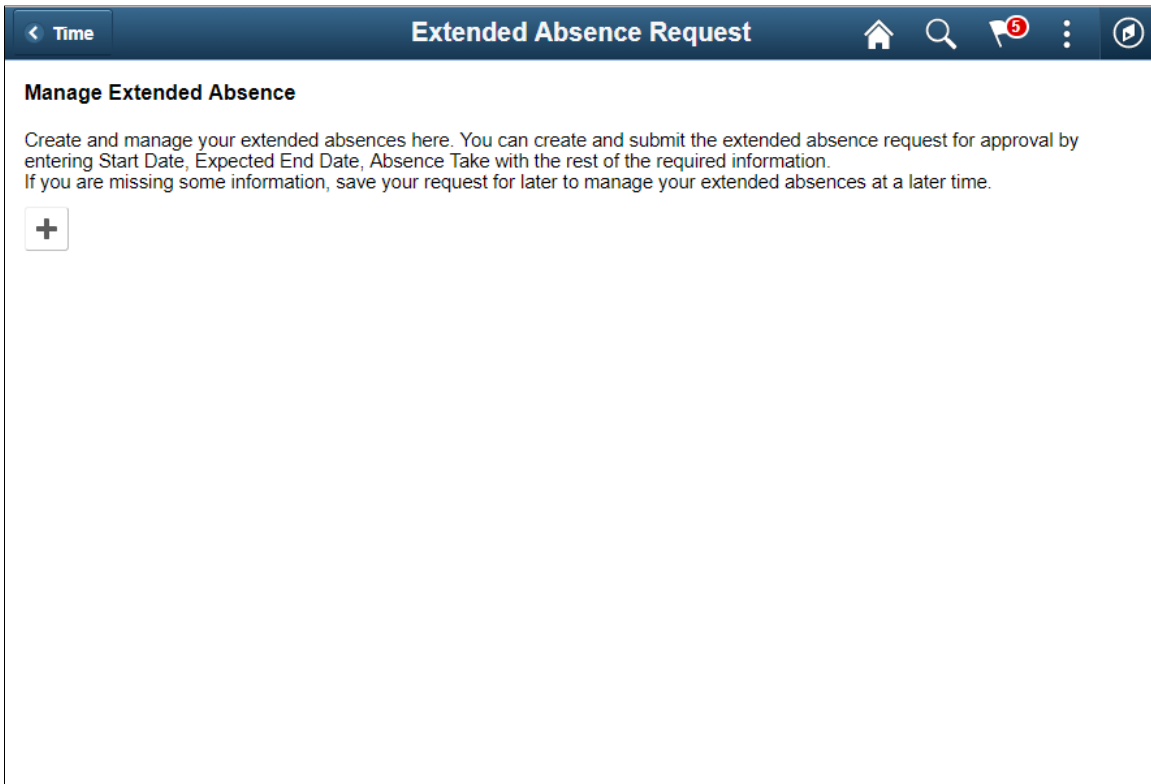 Time
Extended Absence Request
5
Manage Extended Absence
Create and manage your extended absences here. You can create and submit the extended absence request for approval by
entering Start Date, Expected End Date, Absence Take with the rest of the required information.
If you are missing some information, save your request for later to manage your extended absences at a later time.